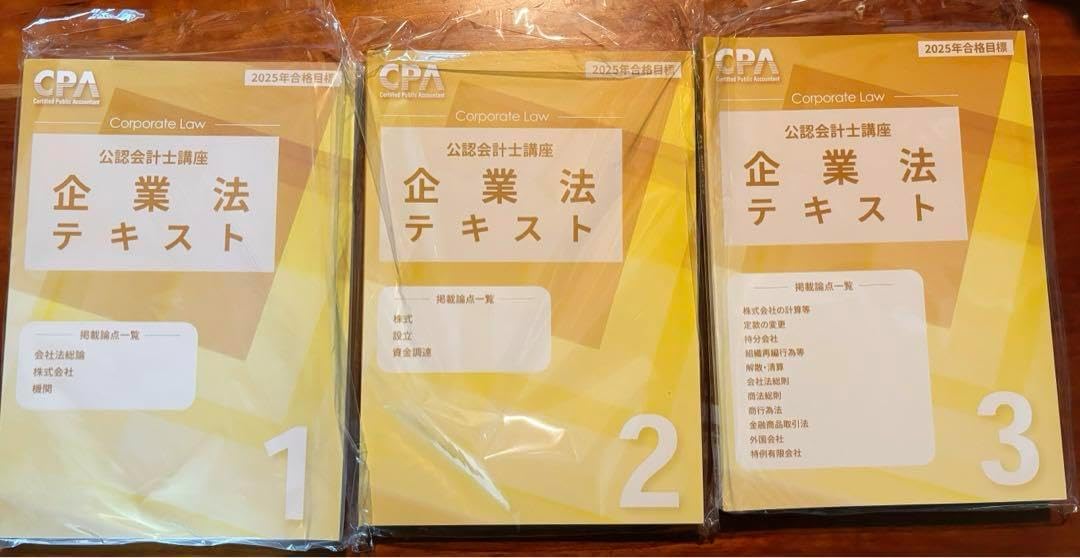 CPA
Certified Public Accountant
2025年合格目標
Corporate Law
公認会計士講座
企業法
テキスト
掲載論点一覧
会社法総論
株式会社
機関
1
CPA
Certified Public Accountant
2025年合格目標
Corporate Law
公認会計士講座
企業法
テキスト
掲載論点一覧
株式
設立
資金調達
2
CPA
Certified Public Accountant
2025年合格目標
Corporate Law
公認会計士講座
企業法
テキスト
掲載論点一覧
株式会社の計算等
定款の変更
持分会社
組織再編行為等
解散・清算
会社法総則
商法総則
商行為法
金融商品取引法
外国会社
特例有限会社
3